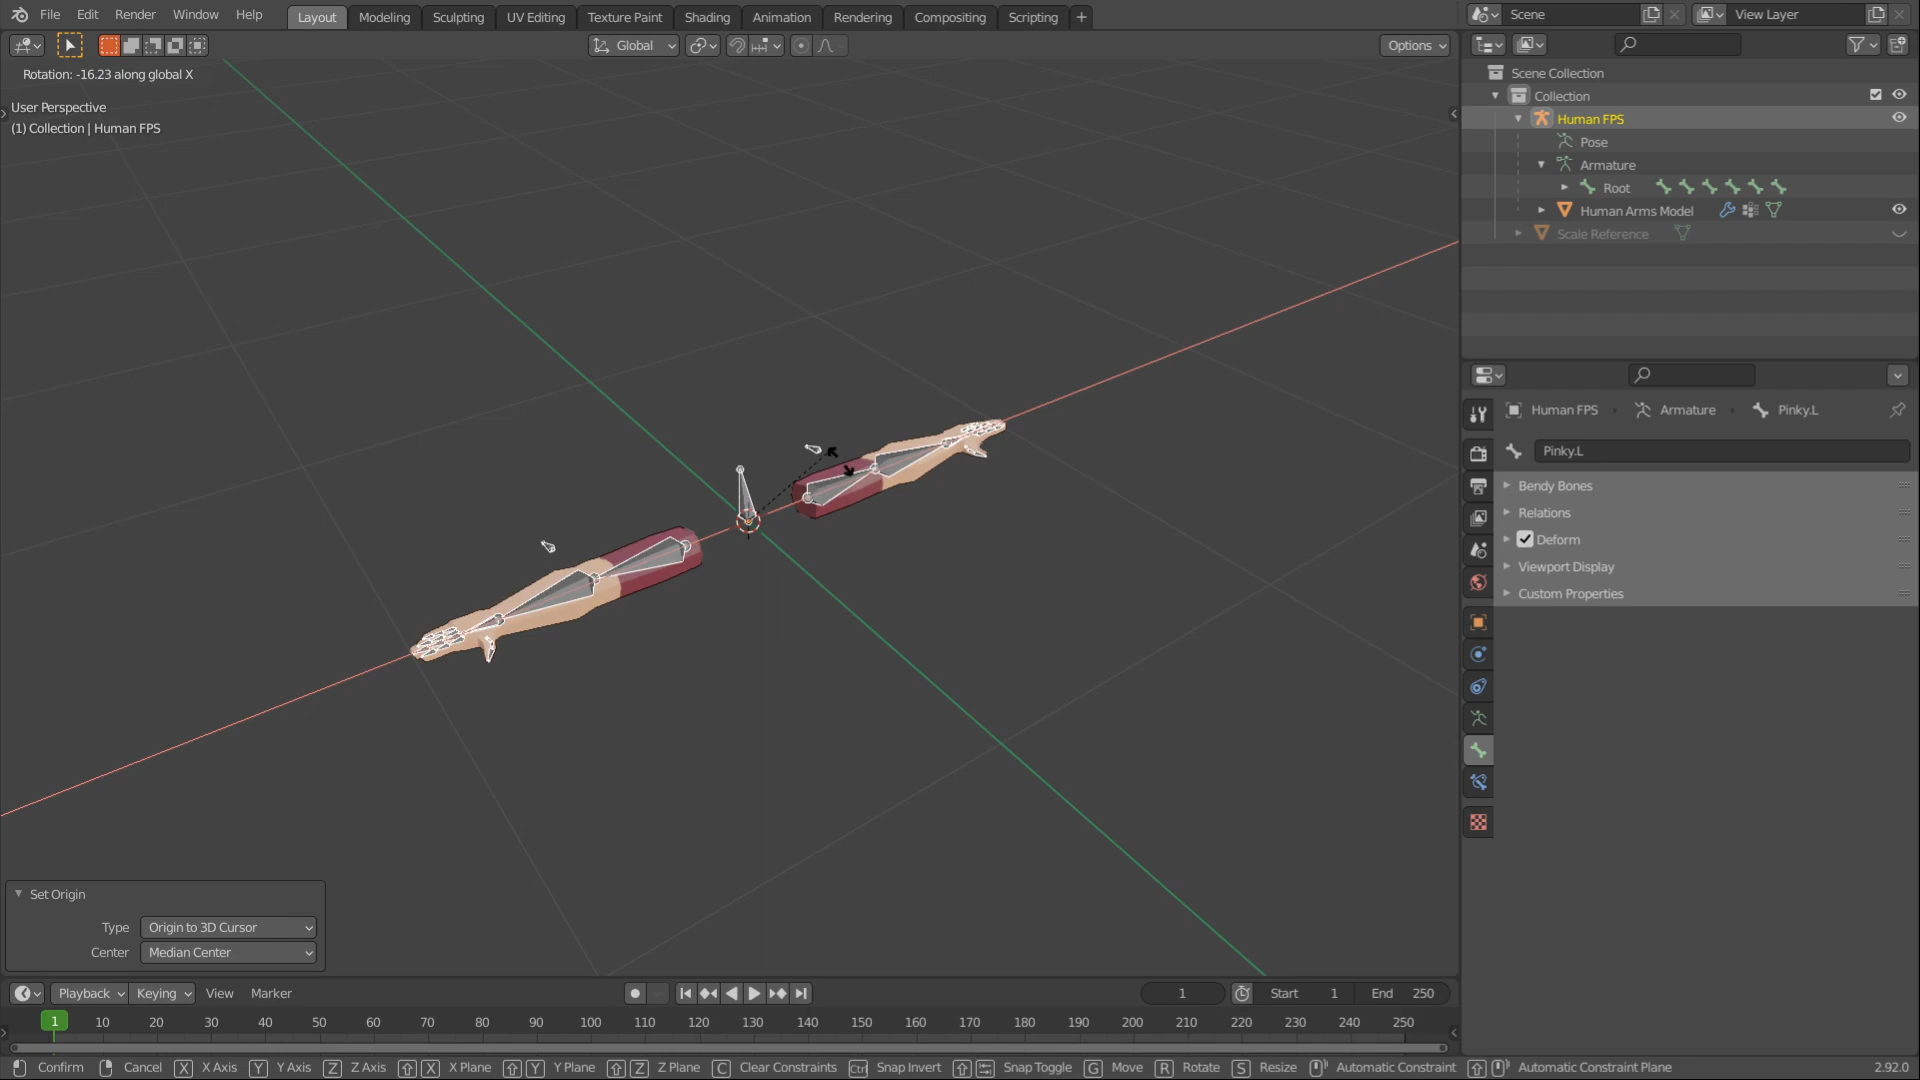 File Edit Render Window Help Layout Modeling Sculpting UV Editing Texture Paint Shading Animation Rendering Compositing Scripting + Scene View Layer
Global Options
Rotation: -16.23 along global X
User Perspective
(1) Collection | Human FPS
Scene Collection
Collection
Human FPS
Pose
Armature
Root
Human Arms Model
Scale Reference
Human FPS Armature Pinky.L
Pinky.L
Bendy Bones
Relations
Deform
Viewport Display
Custom Properties
Set Origin
Type Origin to 3D Cursor
Center Median Center
Playback Keying View Marker 1 Start 1 End 250
1 10 20 30 40 50 60 70 80 90 100 110 120 130 140 150 160 170 180 190 200 210 220 230 240 250
Confirm Cancel X X Axis Y Y Axis Z Z Axis X X Plane Y Y Plane Z Z Plane C Clear Constraints Ctrl Snap Invert Snap Toggle G Move R Rotate S Resize Automatic Constraint Automatic Constraint Plane 2.92.0